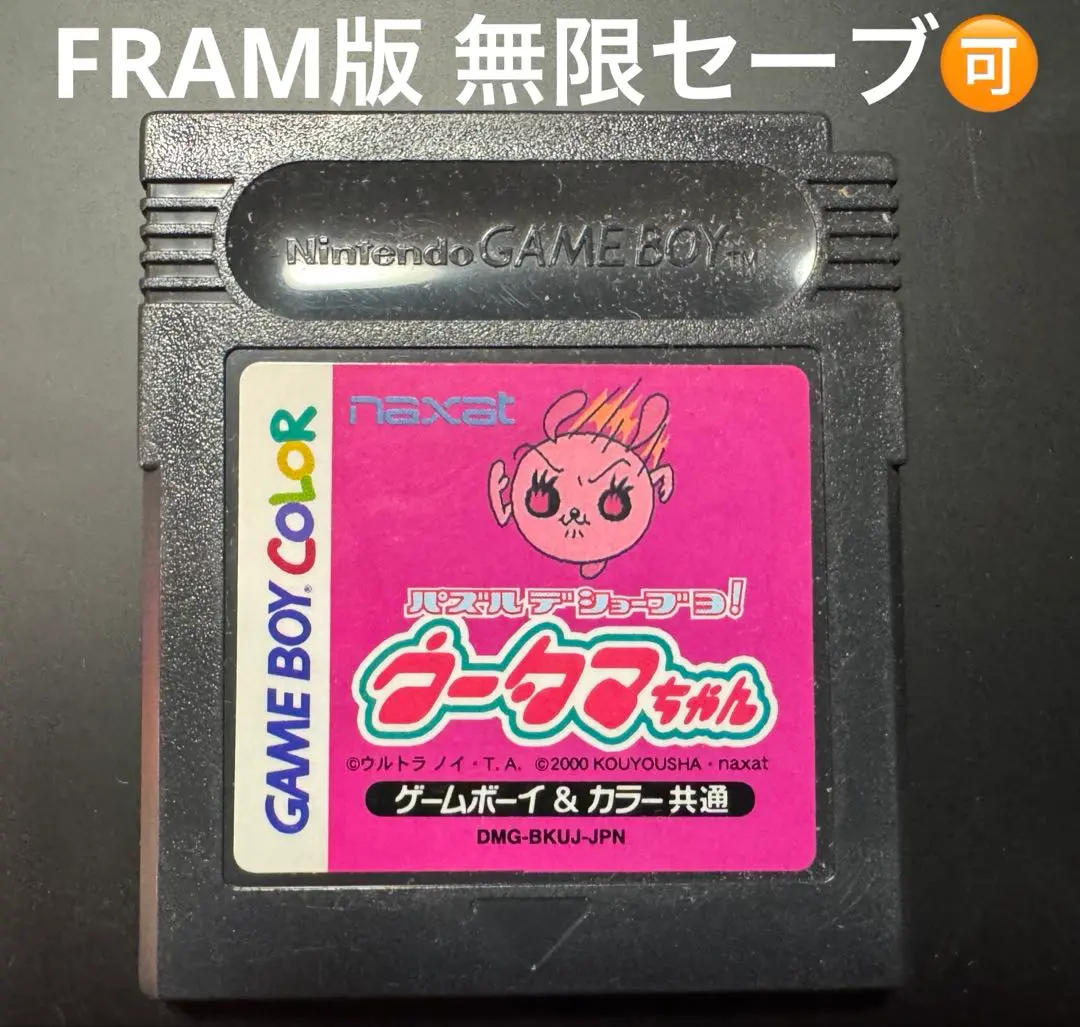 FRAM版 無限セーブ🉑
Nintendo GAME BOY TM
GAME BOY COLOR
naxat
パズルデショーブヨ!
ウータマちゃん
©ウルトラ ノイ・T.A. ©2000 KOUYOUSHA・naxat
ゲームボーイ & カラー共通
DMG-BKUJ-JPN